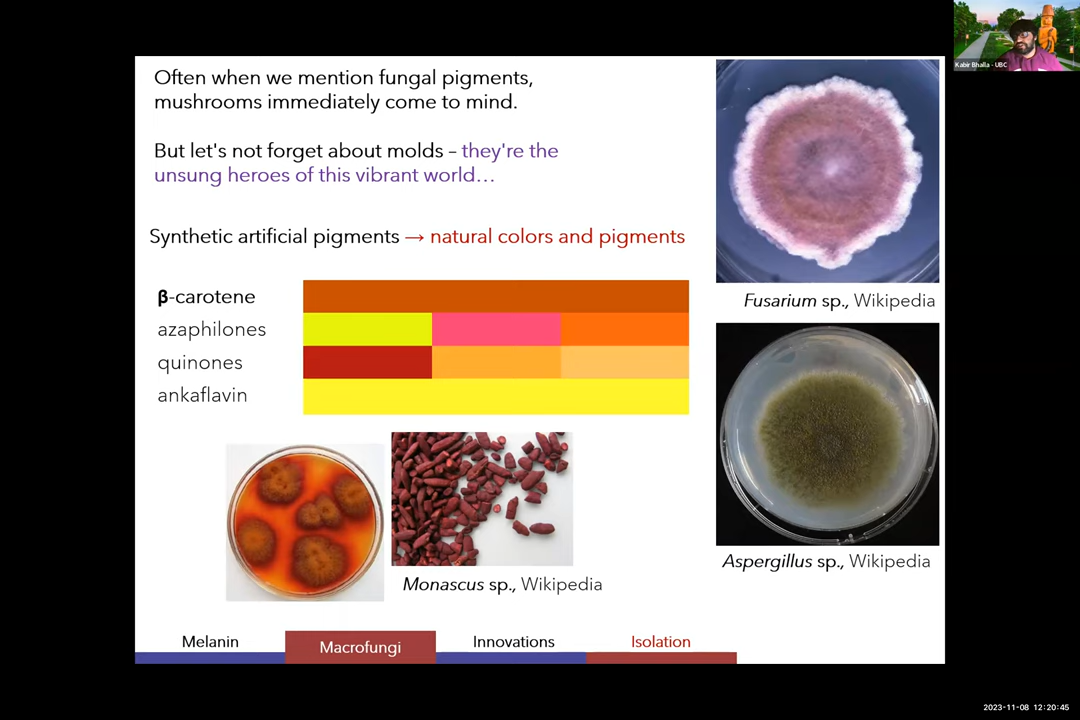 Kabir Bhalla - UBC
Often when we mention fungal pigments,
mushrooms immediately come to mind.
But let's not forget about molds – they're the
unsung heroes of this vibrant world…
Synthetic artificial pigments → natural colors and pigments
β-carotene
azaphilones
quinones
ankaflavin
Fusarium sp., Wikipedia
Aspergillus sp., Wikipedia
Monascus sp., Wikipedia
Melanin
Macrofungi
Innovations
Isolation
2023-11-08 12:20:45